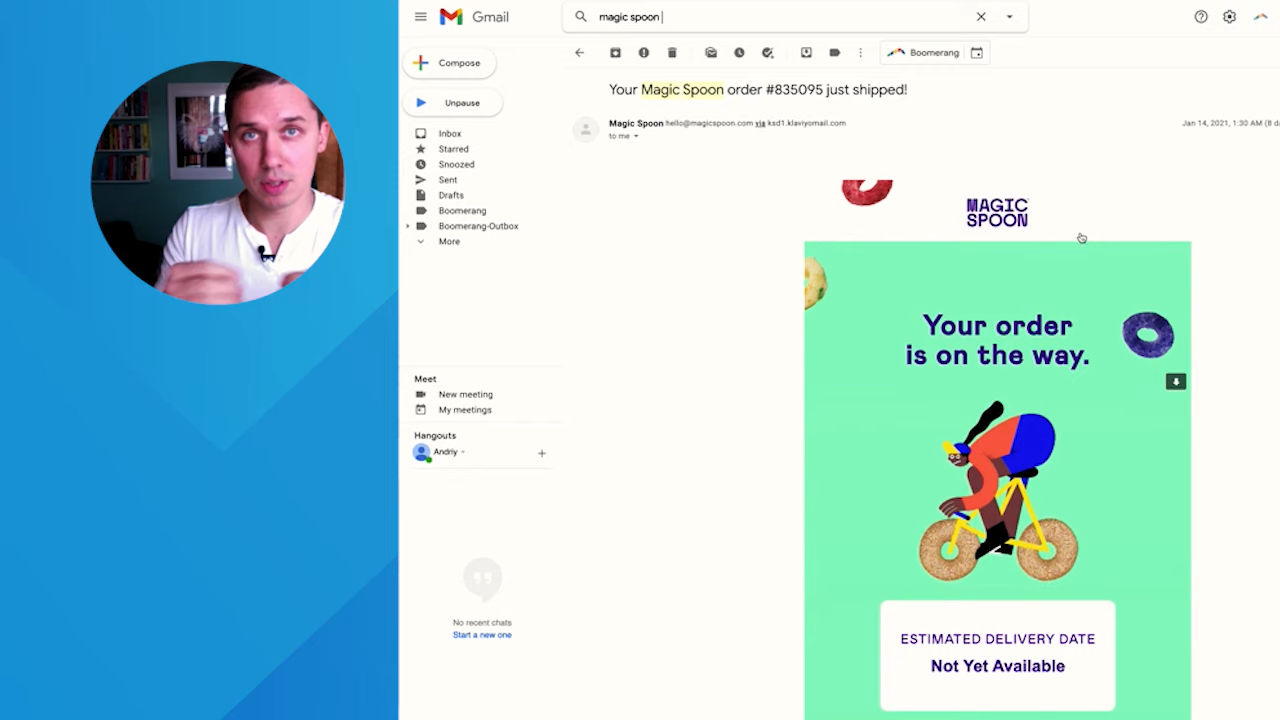 Gmail
magic spoon
Compose
Boomerang
Unpause
Your Magic Spoon order #835095 just shipped!
Magic Spoon hello@magicspoon.com via ksd1.klaviyomail.com
Jan 14, 2021, 1:30 AM (8 da
to me
Inbox
Starred
Snoozed
Sent
Drafts
Boomerang
Boomerang-Outbox
More
MAGIC
SPOON
Your order
is on the way.
Meet
New meeting
My meetings
Hangouts
Andriy
No recent chats
Start a new one
ESTIMATED DELIVERY DATE
Not Yet Available